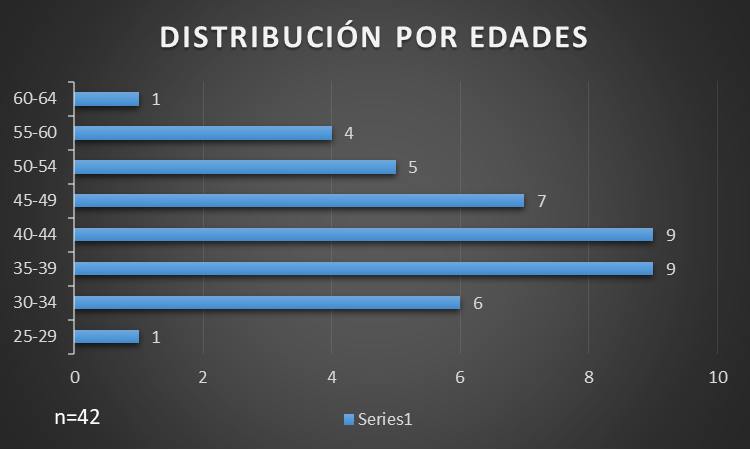 DISTRIBUCIÓN POR EDADES
60-64 1
55-60 4
50-54 5
45-49 7
40-44 9
35-39 9
30-34 6
25-29 1
0 2 4 6 8 10
n=42 Series1